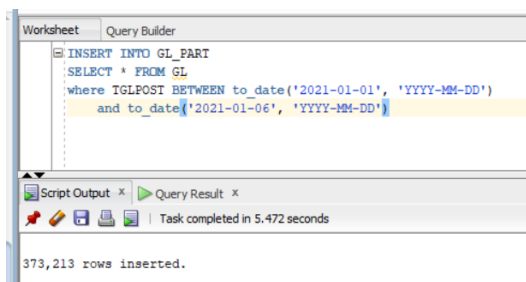 Worksheet Query Builder
INSERT INTO GL_PART
SELECT * FROM GL
where TGLPOST BETWEEN to_date('2021-01-01', 'YYYY-MM-DD')
and to_date('2021-01-06', 'YYYY-MM-DD')
Script Output x Query Result x
Task completed in 5.472 seconds
373,213 rows inserted.